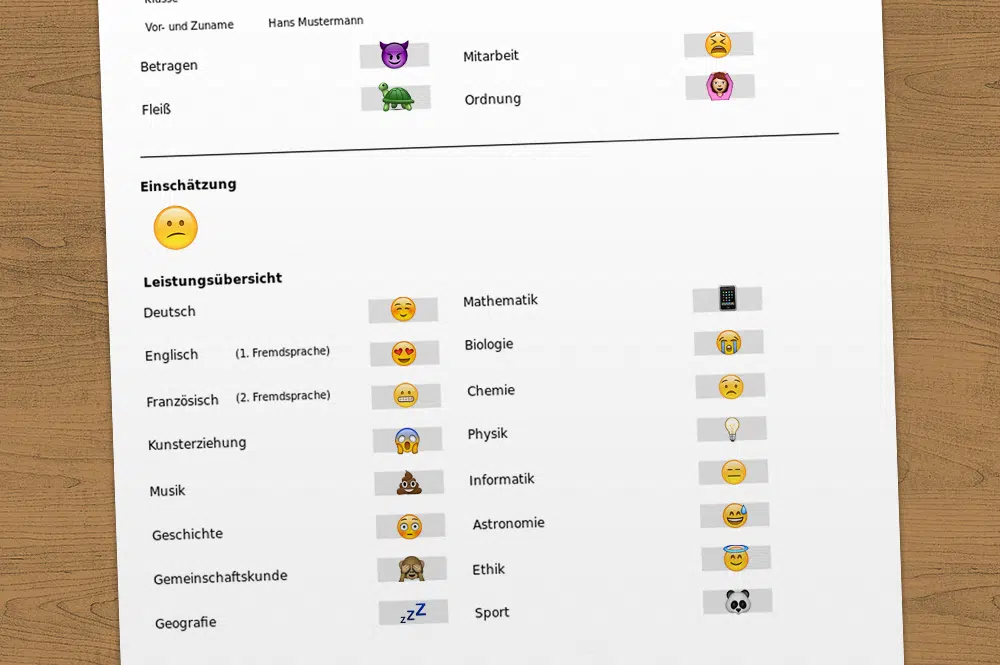 Klasse
Vor- und Zuname Hans Mustermann
Betragen 😈 Mitarbeit 😫
Fleiß 🐢 Ordnung 🙆
Einschätzung
😕
Leistungsübersicht
Deutsch ☺️ Mathematik 📱
Englisch (1. Fremdsprache) 😍 Biologie 😭
Französisch (2. Fremdsprache) 😬 Chemie 😟
Kunsterziehung 😱 Physik 💡
Musik 💩 Informatik 😑
Geschichte 😳 Astronomie 😅
Gemeinschaftskunde 🙈 Ethik 😇
Geografie 💤 Sport 🐼